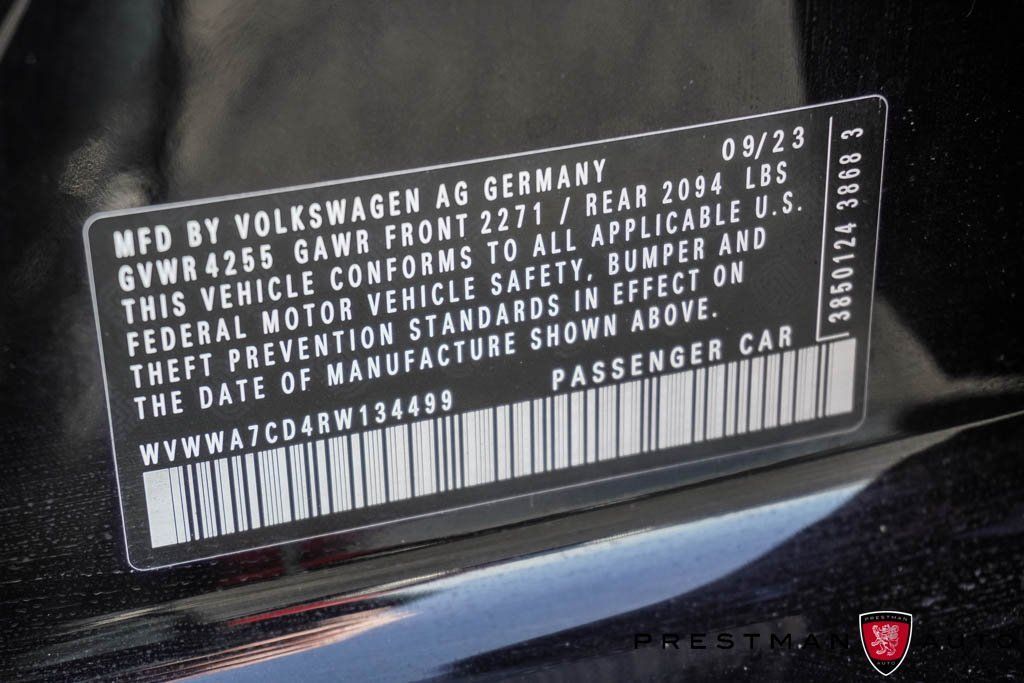 09/23
MFD BY VOLKSWAGEN AG GERMANY
GVWR 4255 GAWR FRONT 2271 / REAR 2094 LBS
THIS VEHICLE CONFORMS TO ALL APPLICABLE U.S.
FEDERAL MOTOR VEHICLE SAFETY, BUMPER AND
THEFT PREVENTION STANDARDS IN EFFECT ON
THE DATE OF MANUFACTURE SHOWN ABOVE.
WVWWA7CD4RW134499
PASSENGER CAR
3850124 3868 3
PRESTMAN AUTO
PRESTMAN
AUTO